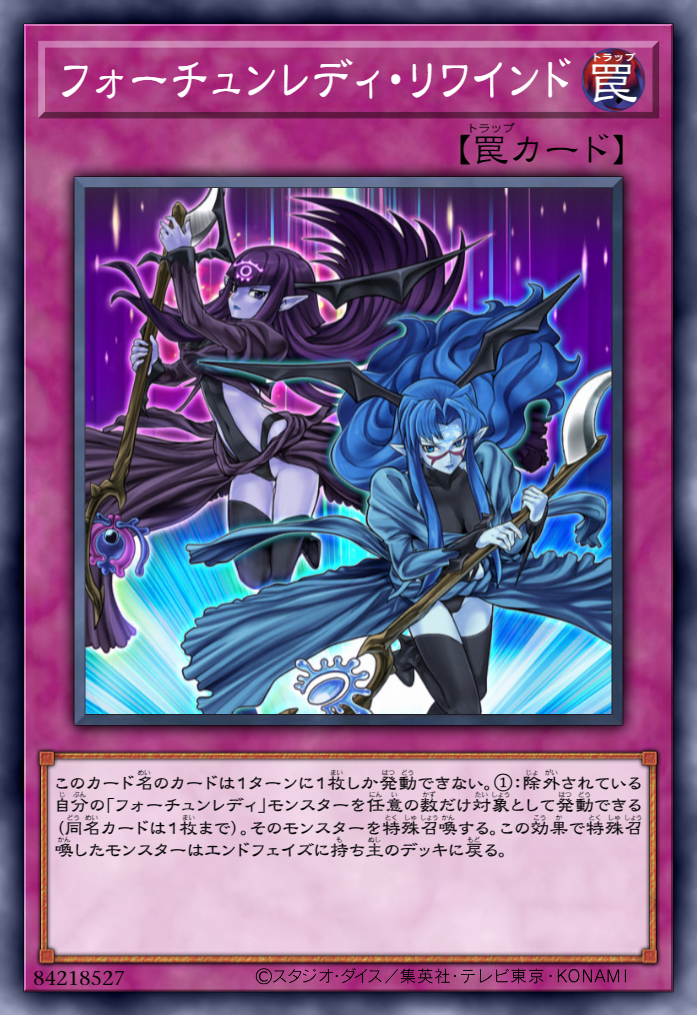 フォーチュンレディ・リワインド 罠
トラップ
【罠カード】
トラップ
このカード名のカードは１ターンに１枚しか発動できない。①：除外されている
自分の「フォーチュンレディ」モンスターを任意の数だけ対象として発動できる
（同名カードは１枚まで）。そのモンスターを特殊召喚する。この効果で特殊召
喚したモンスターはエンドフェイズに持ち主のデッキに戻る。
84218527 ©スタジオ・ダイス／集英社・テレビ東京・KONAMI